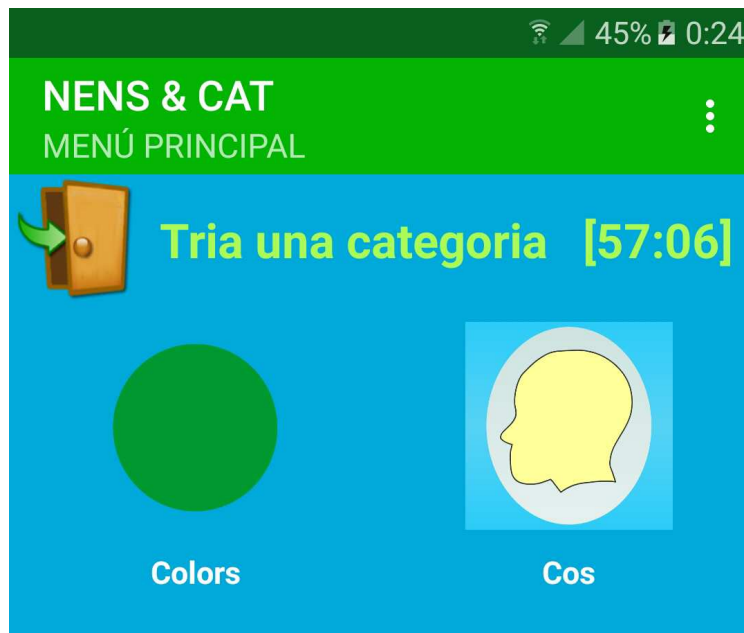 45% 0:24
NENS & CAT
MENÚ PRINCIPAL
Tria una categoria [57:06]
Colors Cos